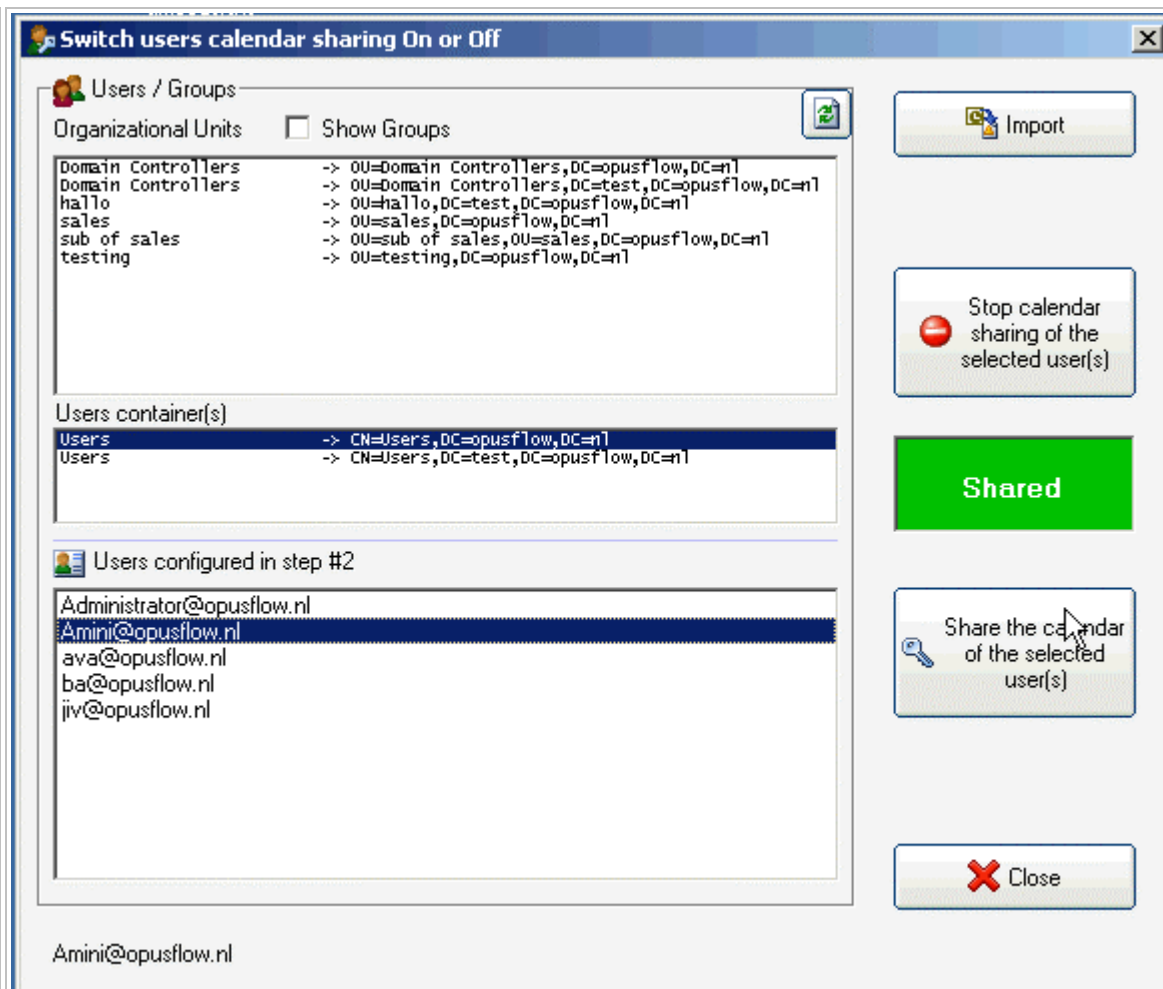 Switch users calendar sharing On or Off
Users / Groups
Organizational Units Show Groups
Domain Controllers -> OU=Domain Controllers,DC=opusflow,DC=nl
Domain Controllers -> OU=Domain Controllers,DC=test,DC=opusflow,DC=nl
hallo -> OU=hallo,DC=test,DC=opusflow,DC=nl
sales -> OU=sales,DC=opusflow,DC=nl
sub of sales -> OU=sub of sales,OU=sales,DC=opusflow,DC=nl
testing -> OU=testing,DC=opusflow,DC=nl
Users container(s)
Users -> CN=Users,DC=opusflow,DC=nl
Users -> CN=Users,DC=test,DC=opusflow,DC=nl
Users configured in step #2
Administrator@opusflow.nl
Amini@opusflow.nl
ava@opusflow.nl
ba@opusflow.nl
jiv@opusflow.nl
Amini@opusflow.nl
Import
Stop calendar
sharing of the
selected user(s)
Shared
Share the calendar
of the selected
user(s)
Close